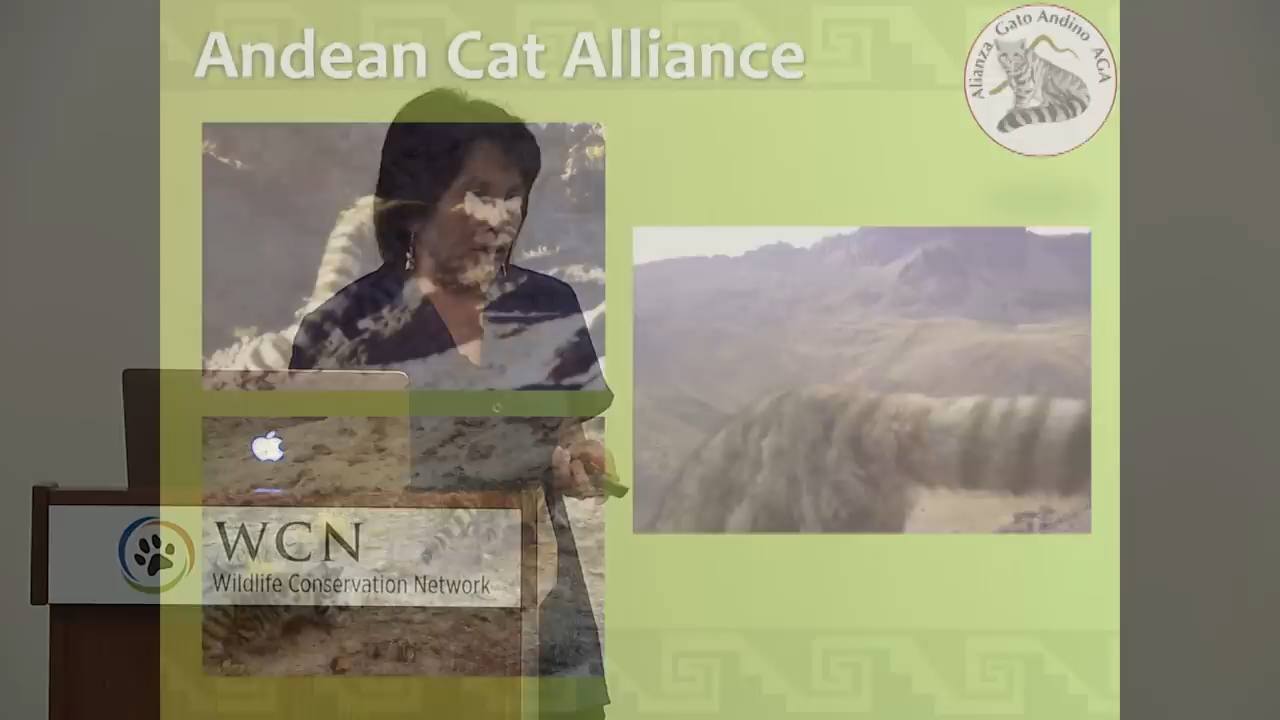 Andean Cat Alliance
Alianza Gato Andino AGA
WCN
Wildlife Conservation Network